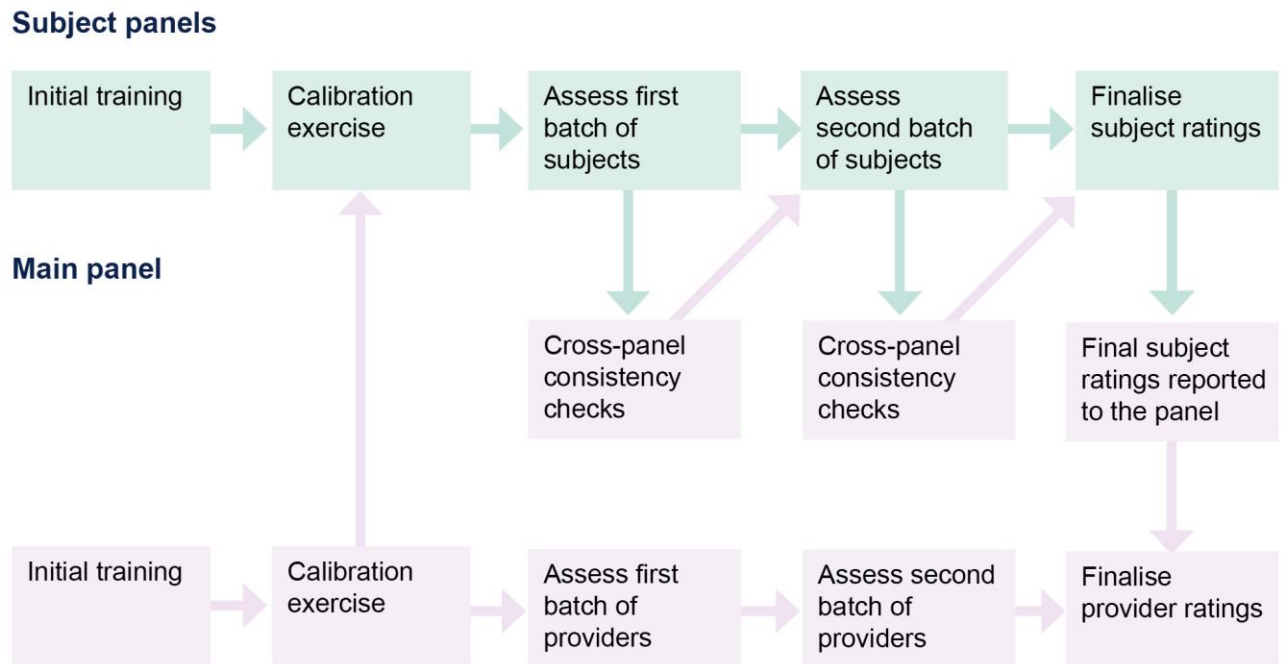 Subject panels
Initial training
Calibration
exercise
Assess first
batch of
subjects
Assess
second batch
of subjects
Finalise
subject ratings
Main panel
Cross-panel
consistency
checks
Cross-panel
consistency
checks
Final subject
ratings reported
to the panel
Initial training
Calibration
exercise
Assess first
batch of
providers
Assess second
batch of
providers
Finalise
provider ratings